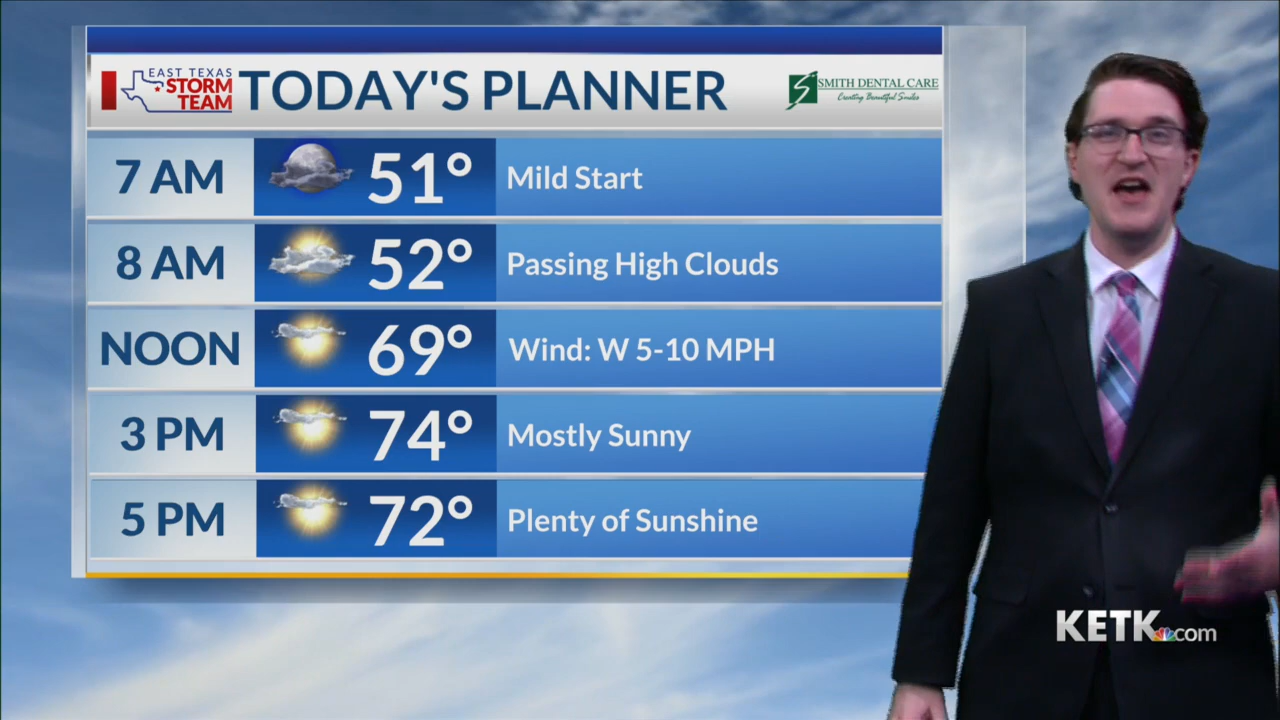 EAST TEXAS
STORM
TEAM
TODAY'S PLANNER
SMITH DENTAL CARE
Creating Beautiful Smiles
7 AM 51° Mild Start
8 AM 52° Passing High Clouds
NOON 69° Wind: W 5-10 MPH
3 PM 74° Mostly Sunny
5 PM 72° Plenty of Sunshine
KETK.com